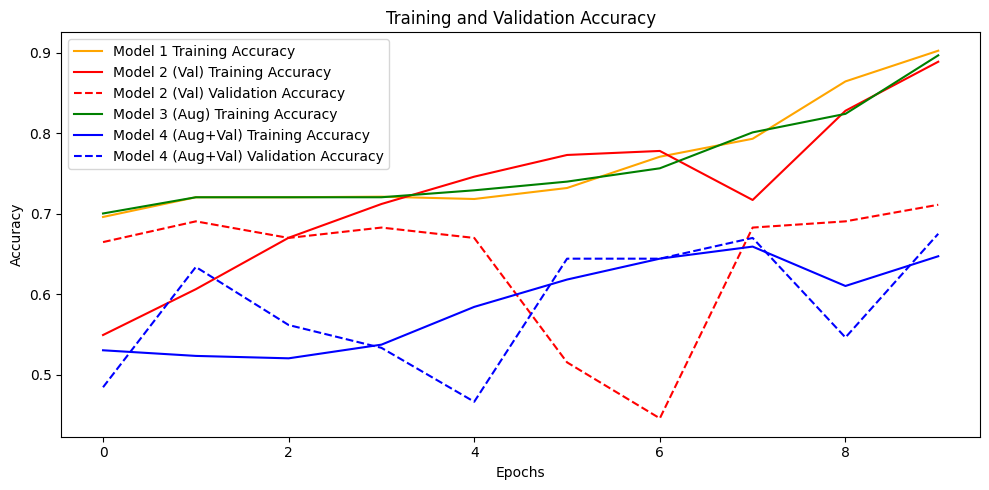 Training and Validation Accuracy
Model 1 Training Accuracy
Model 2 (Val) Training Accuracy
Model 2 (Val) Validation Accuracy
Model 3 (Aug) Training Accuracy
Model 4 (Aug+Val) Training Accuracy
Model 4 (Aug+Val) Validation Accuracy
Accuracy
0.9
0.8
0.7
0.6
0.5
0 2 4 6 8
Epochs